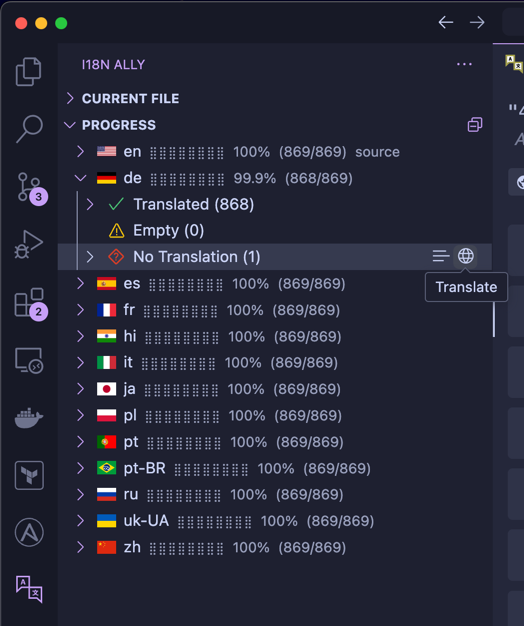 I18N ALLY
CURRENT FILE
PROGRESS
en ⣿⣿⣿⣿⣿⣿⣿⣿ 100% (869/869) source
de ⣿⣿⣿⣿⣿⣿⣿⣿ 99.9% (868/869)
Translated (868)
Empty (0)
No Translation (1)
Translate
es ⣿⣿⣿⣿⣿⣿⣿⣿ 100% (869/869)
fr ⣿⣿⣿⣿⣿⣿⣿⣿ 100% (869/869)
hi ⣿⣿⣿⣿⣿⣿⣿⣿ 100% (869/869)
it ⣿⣿⣿⣿⣿⣿⣿⣿ 100% (869/869)
ja ⣿⣿⣿⣿⣿⣿⣿⣿ 100% (869/869)
pl ⣿⣿⣿⣿⣿⣿⣿⣿ 100% (869/869)
pt ⣿⣿⣿⣿⣿⣿⣿⣿ 100% (869/869)
pt-BR ⣿⣿⣿⣿⣿⣿⣿⣿ 100% (869/869)
ru ⣿⣿⣿⣿⣿⣿⣿⣿ 100% (869/869)
uk-UA ⣿⣿⣿⣿⣿⣿⣿⣿ 100% (869/869)
zh ⣿⣿⣿⣿⣿⣿⣿⣿ 100% (869/869)
3
2